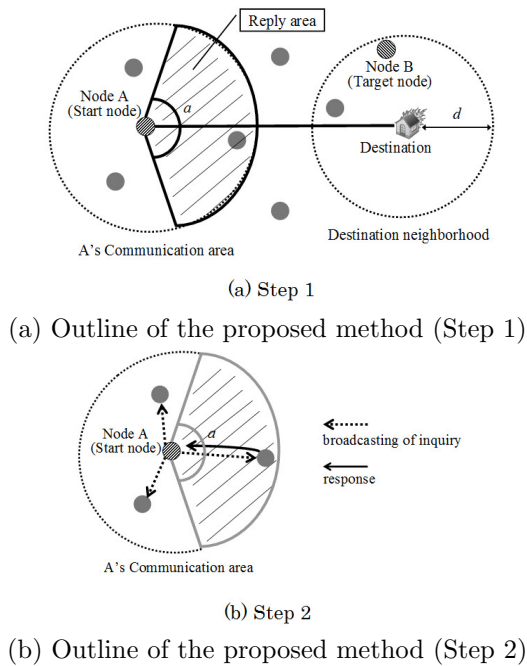 Reply area
Node B
(Target node)
Node A
(Start node)
a
d
Destination
A's Communication area
Destination neighborhood
(a) Step 1
(a) Outline of the proposed method (Step 1)
Node A
(Start node)
a
broadcasting of inquiry
response
A's Communication area
(b) Step 2
(b) Outline of the proposed method (Step 2)